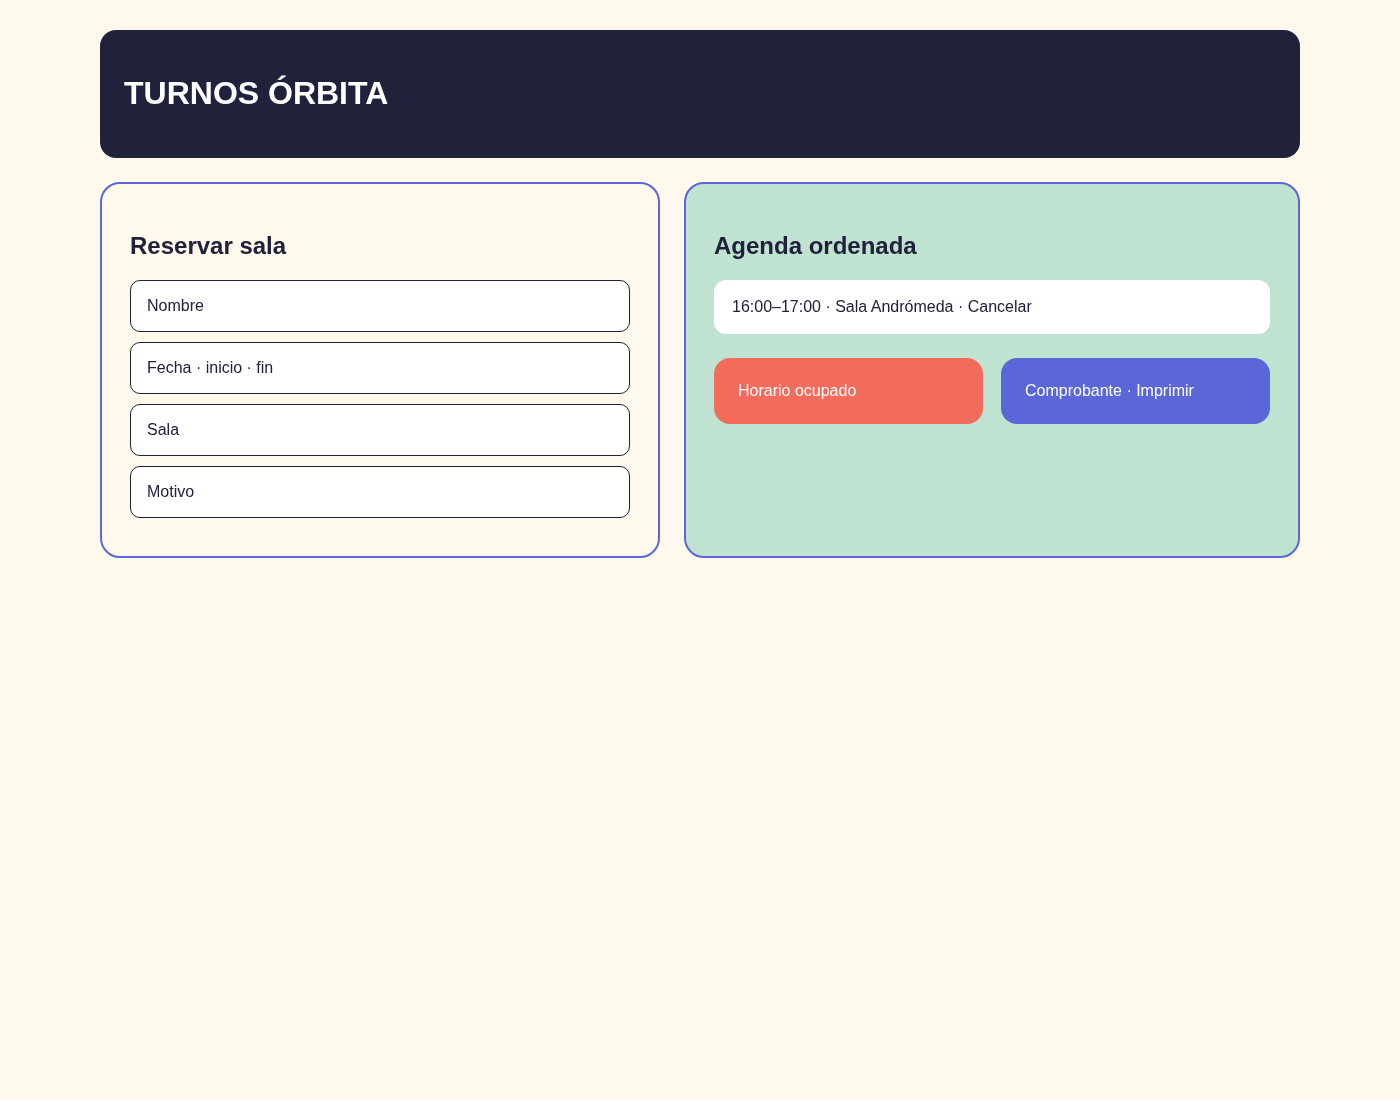 TURNOS ÓRBITA
Reservar sala
Nombre
Fecha · inicio · fin
Sala
Motivo
Agenda ordenada
16:00–17:00 · Sala Andrómeda · Cancelar
Horario ocupado
Comprobante · Imprimir